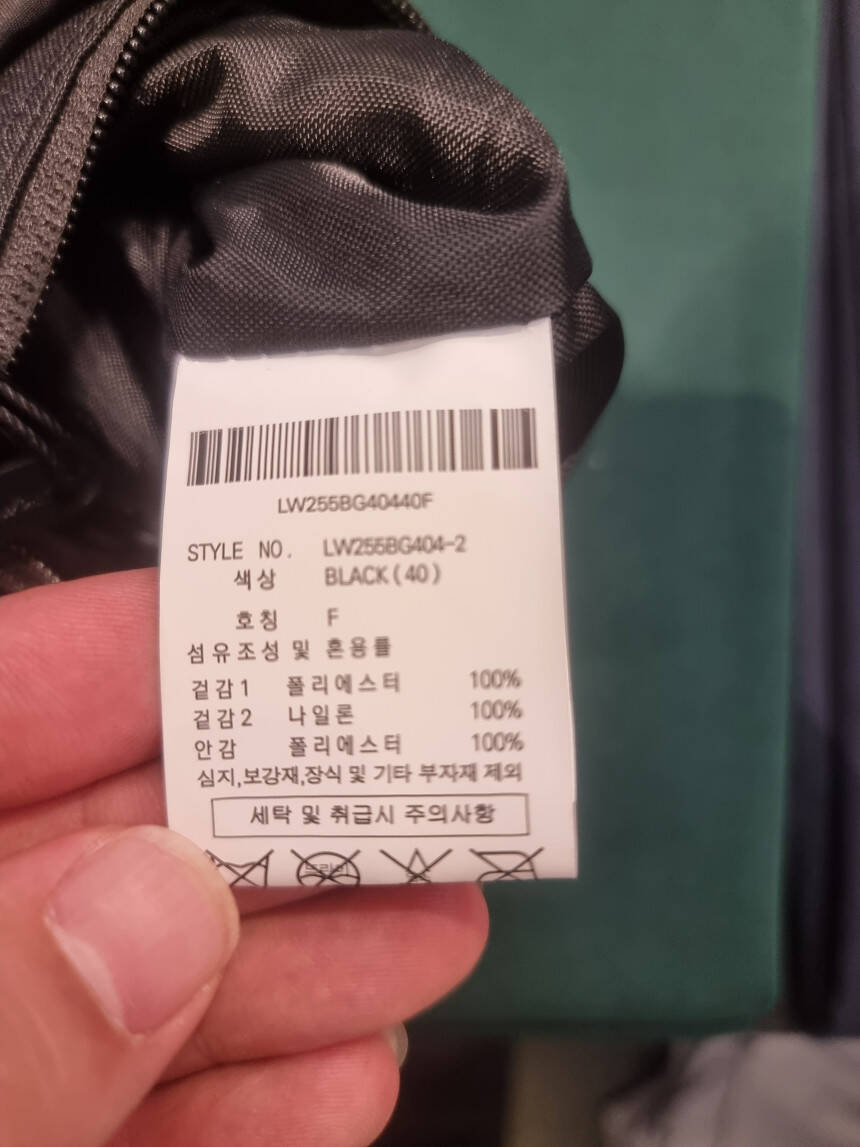 LW255BG40440F
STYLE NO. LW255BG404-2
색상 BLACK(40)
호칭 F
섬유조성 및 혼용률
겉감1 폴리에스터 100%
겉감2 나일론 100%
안감 폴리에스터 100%
심지,보강재,장식 및 기타 부자재 제외
세탁 및 취급시 주의사항
드라이